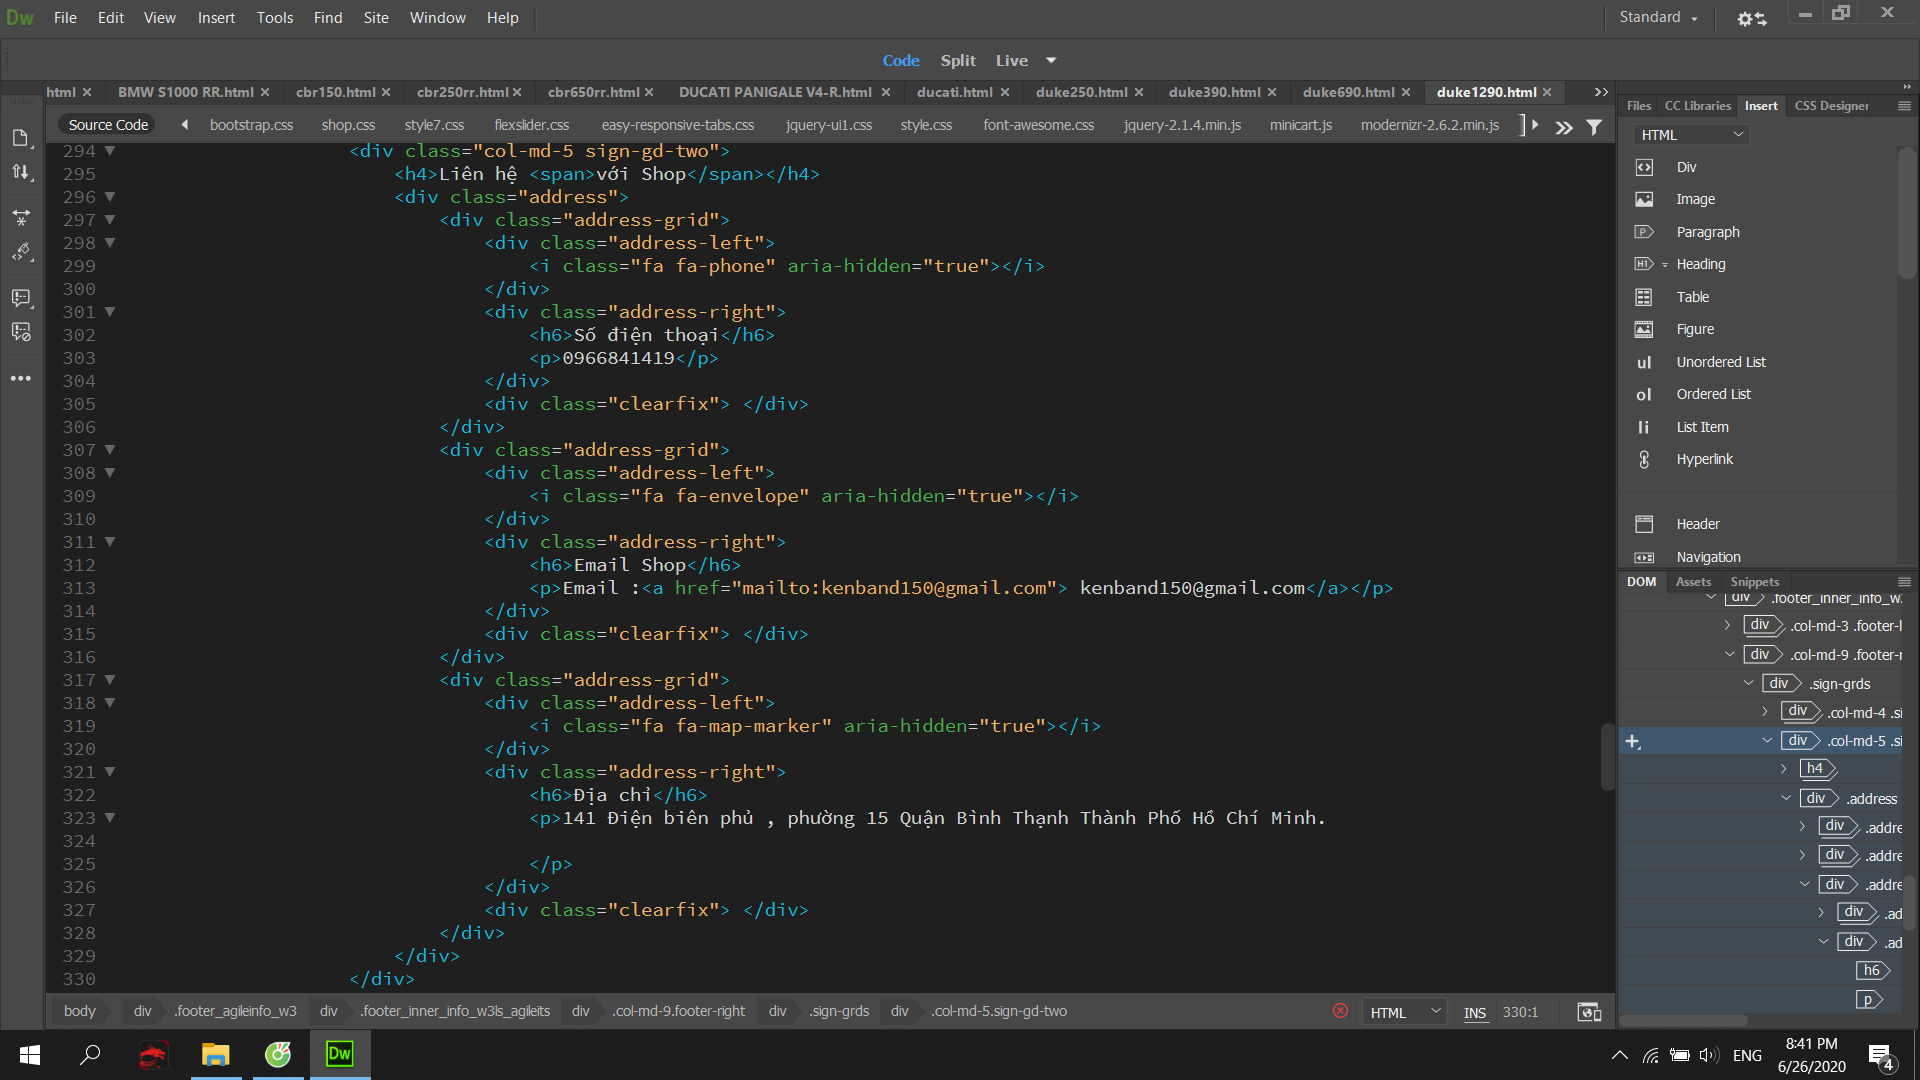 Dw File Edit View Insert Tools Find Site Window Help Standard
Code Split Live
html BMW S1000 RR.html cbr150.html cbr250rr.html cbr650rr.html DUCATI PANIGALE V4-R.html ducati.html duke250.html duke390.html duke690.html duke1290.html
Source Code bootstrap.css shop.css style7.css flexslider.css easy-responsive-tabs.css jquery-ui1.css style.css font-awesome.css jquery-2.1.4.min.js minicart.js modernizr-2.6.2.min.js
294 <div class="col-md-5 sign-gd-two">
295 <h4>Liên hệ <span>với Shop</span></h4>
296 <div class="address">
297 <div class="address-grid">
298 <div class="address-left">
299 <i class="fa fa-phone" aria-hidden="true"></i>
300 </div>
301 <div class="address-right">
302 <h6>Số điện thoại</h6>
303 <p>0966841419</p>
304 </div>
305 <div class="clearfix"> </div>
306 </div>
307 <div class="address-grid">
308 <div class="address-left">
309 <i class="fa fa-envelope" aria-hidden="true"></i>
310 </div>
311 <div class="address-right">
312 <h6>Email Shop</h6>
313 <p>Email :<a href="mailto:kenband150@gmail.com"> kenband150@gmail.com</a></p>
314 </div>
315 <div class="clearfix"> </div>
316 </div>
317 <div class="address-grid">
318 <div class="address-left">
319 <i class="fa fa-map-marker" aria-hidden="true"></i>
320 </div>
321 <div class="address-right">
322 <h6>Địa chỉ</h6>
323 <p>141 Điện biên phủ , phường 15 Quận Bình Thạnh Thành Phố Hồ Chí Minh.
324
325 </p>
326 </div>
327 <div class="clearfix"> </div>
328 </div>
329 </div>
330 </div>
body div .footer_agileinfo_w3 div .footer_inner_info_w3ls_agileits div .col-md-9.footer-right div .sign-grds div .col-md-5.sign-gd-two HTML INS 330:1
Files CC Libraries Insert CSS Designer
HTML
Div
Image
Paragraph
Heading
Table
Figure
ul Unordered List
ol Ordered List
li List Item
Hyperlink
Header
Navigation
DOM Assets Snippets
div .footer_inner_info_w
div .col-md-3 .footer-l
div .col-md-9 .footer-r
div .sign-grds
div .col-md-4 .si
div .col-md-5 .si
h4
div .address
div .addre
div .addre
div .addre
div .ad
div .ad
h6
p
Dw ENG 8:41 PM
6/26/2020 4